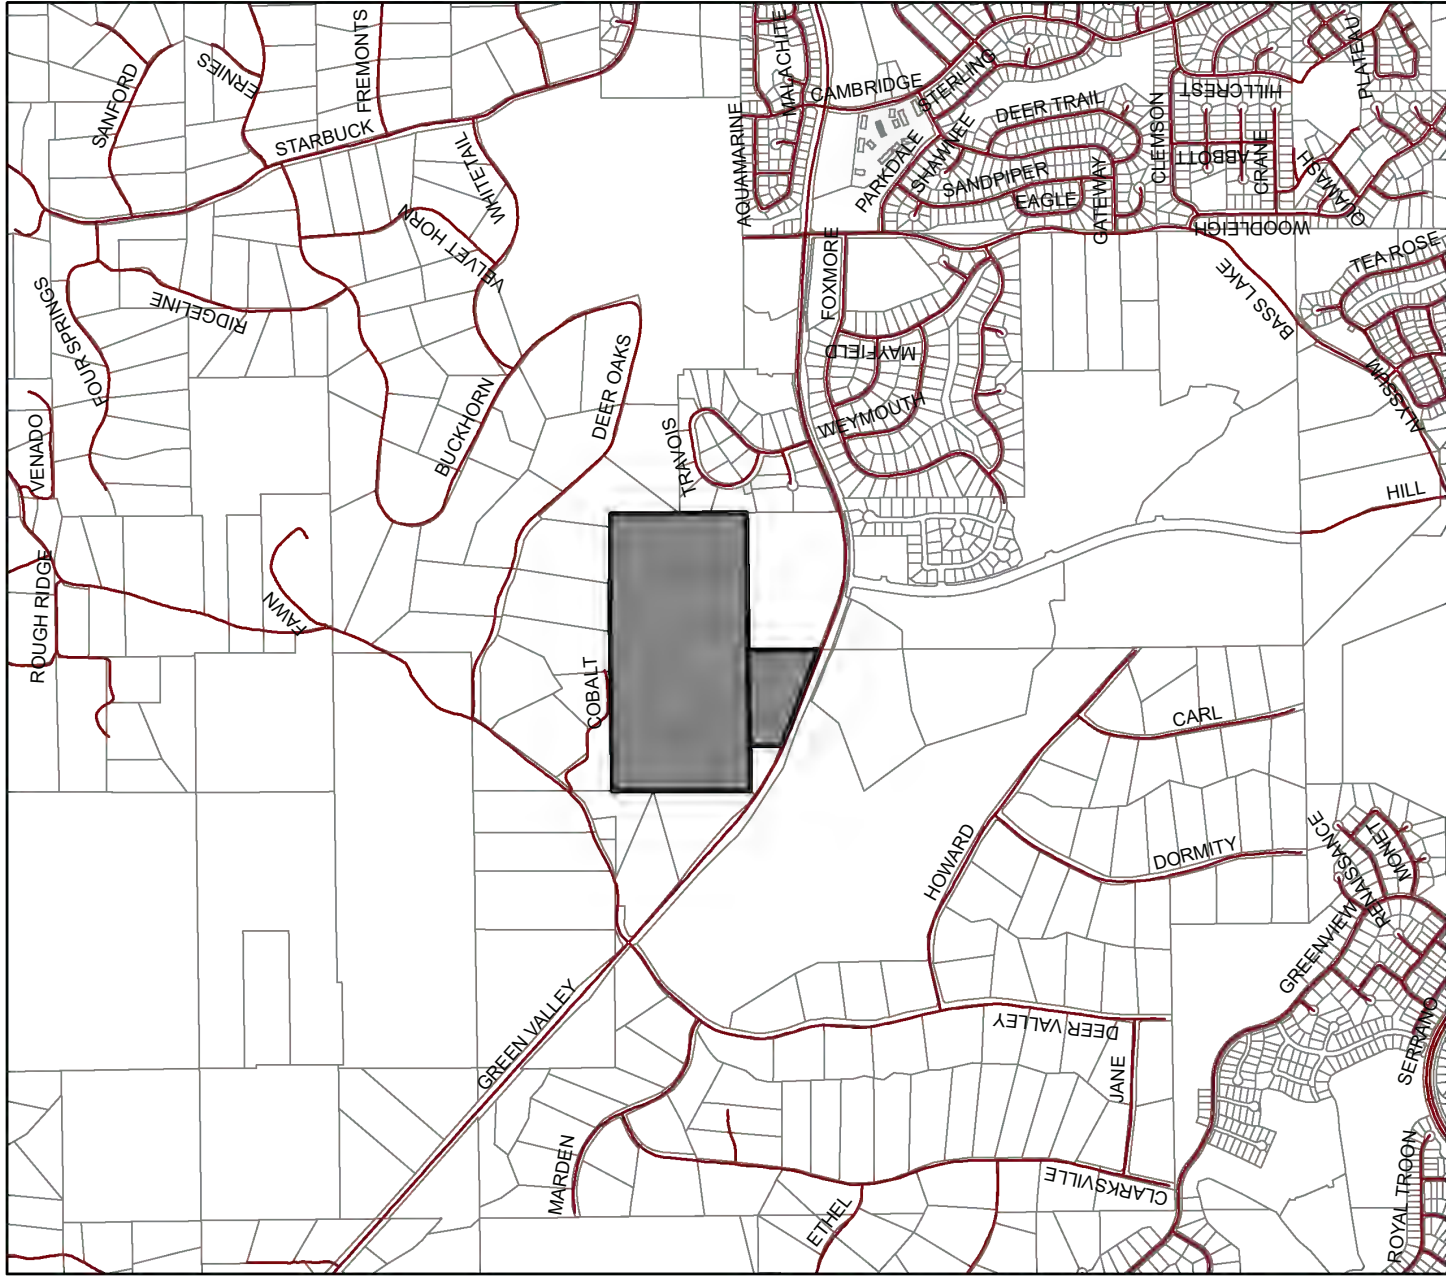 MALACHITE
PLATEAU
FREMONTS
ERNIES
SANFORD
STERLING
CAMBRIDGE
HILLCREST
DEER TRAIL
CLEMSON
STARBUCK
AQUAMARINE
SHAWNEE
PARKDALE
ABBOTT
CRANE
QUAMASH
WHITETAIL
SANDPIPER
GATEWAY
EAGLE
WOODLEIGH
VELVET HORN
TEA ROSE
FOXMORE
BASS LAKE
RIDGELINE
FOUR SPRINGS
MAYFIELD
DEER OAKS
ALYSSUM
BUCKHORN
WEYMOUTH
VENADO
TRAVOIS
HILL
ROUGH RIDGE
FAWN
COBALT
CARL
HOWARD
DORMITY
RENAISSANCE
MONET
GREENVIEW
GREEN VALLEY
DEER VALLEY
SERRANO
JANE
MARDEN
CLARKSVILLE
ETHEL
ROYAL TROON